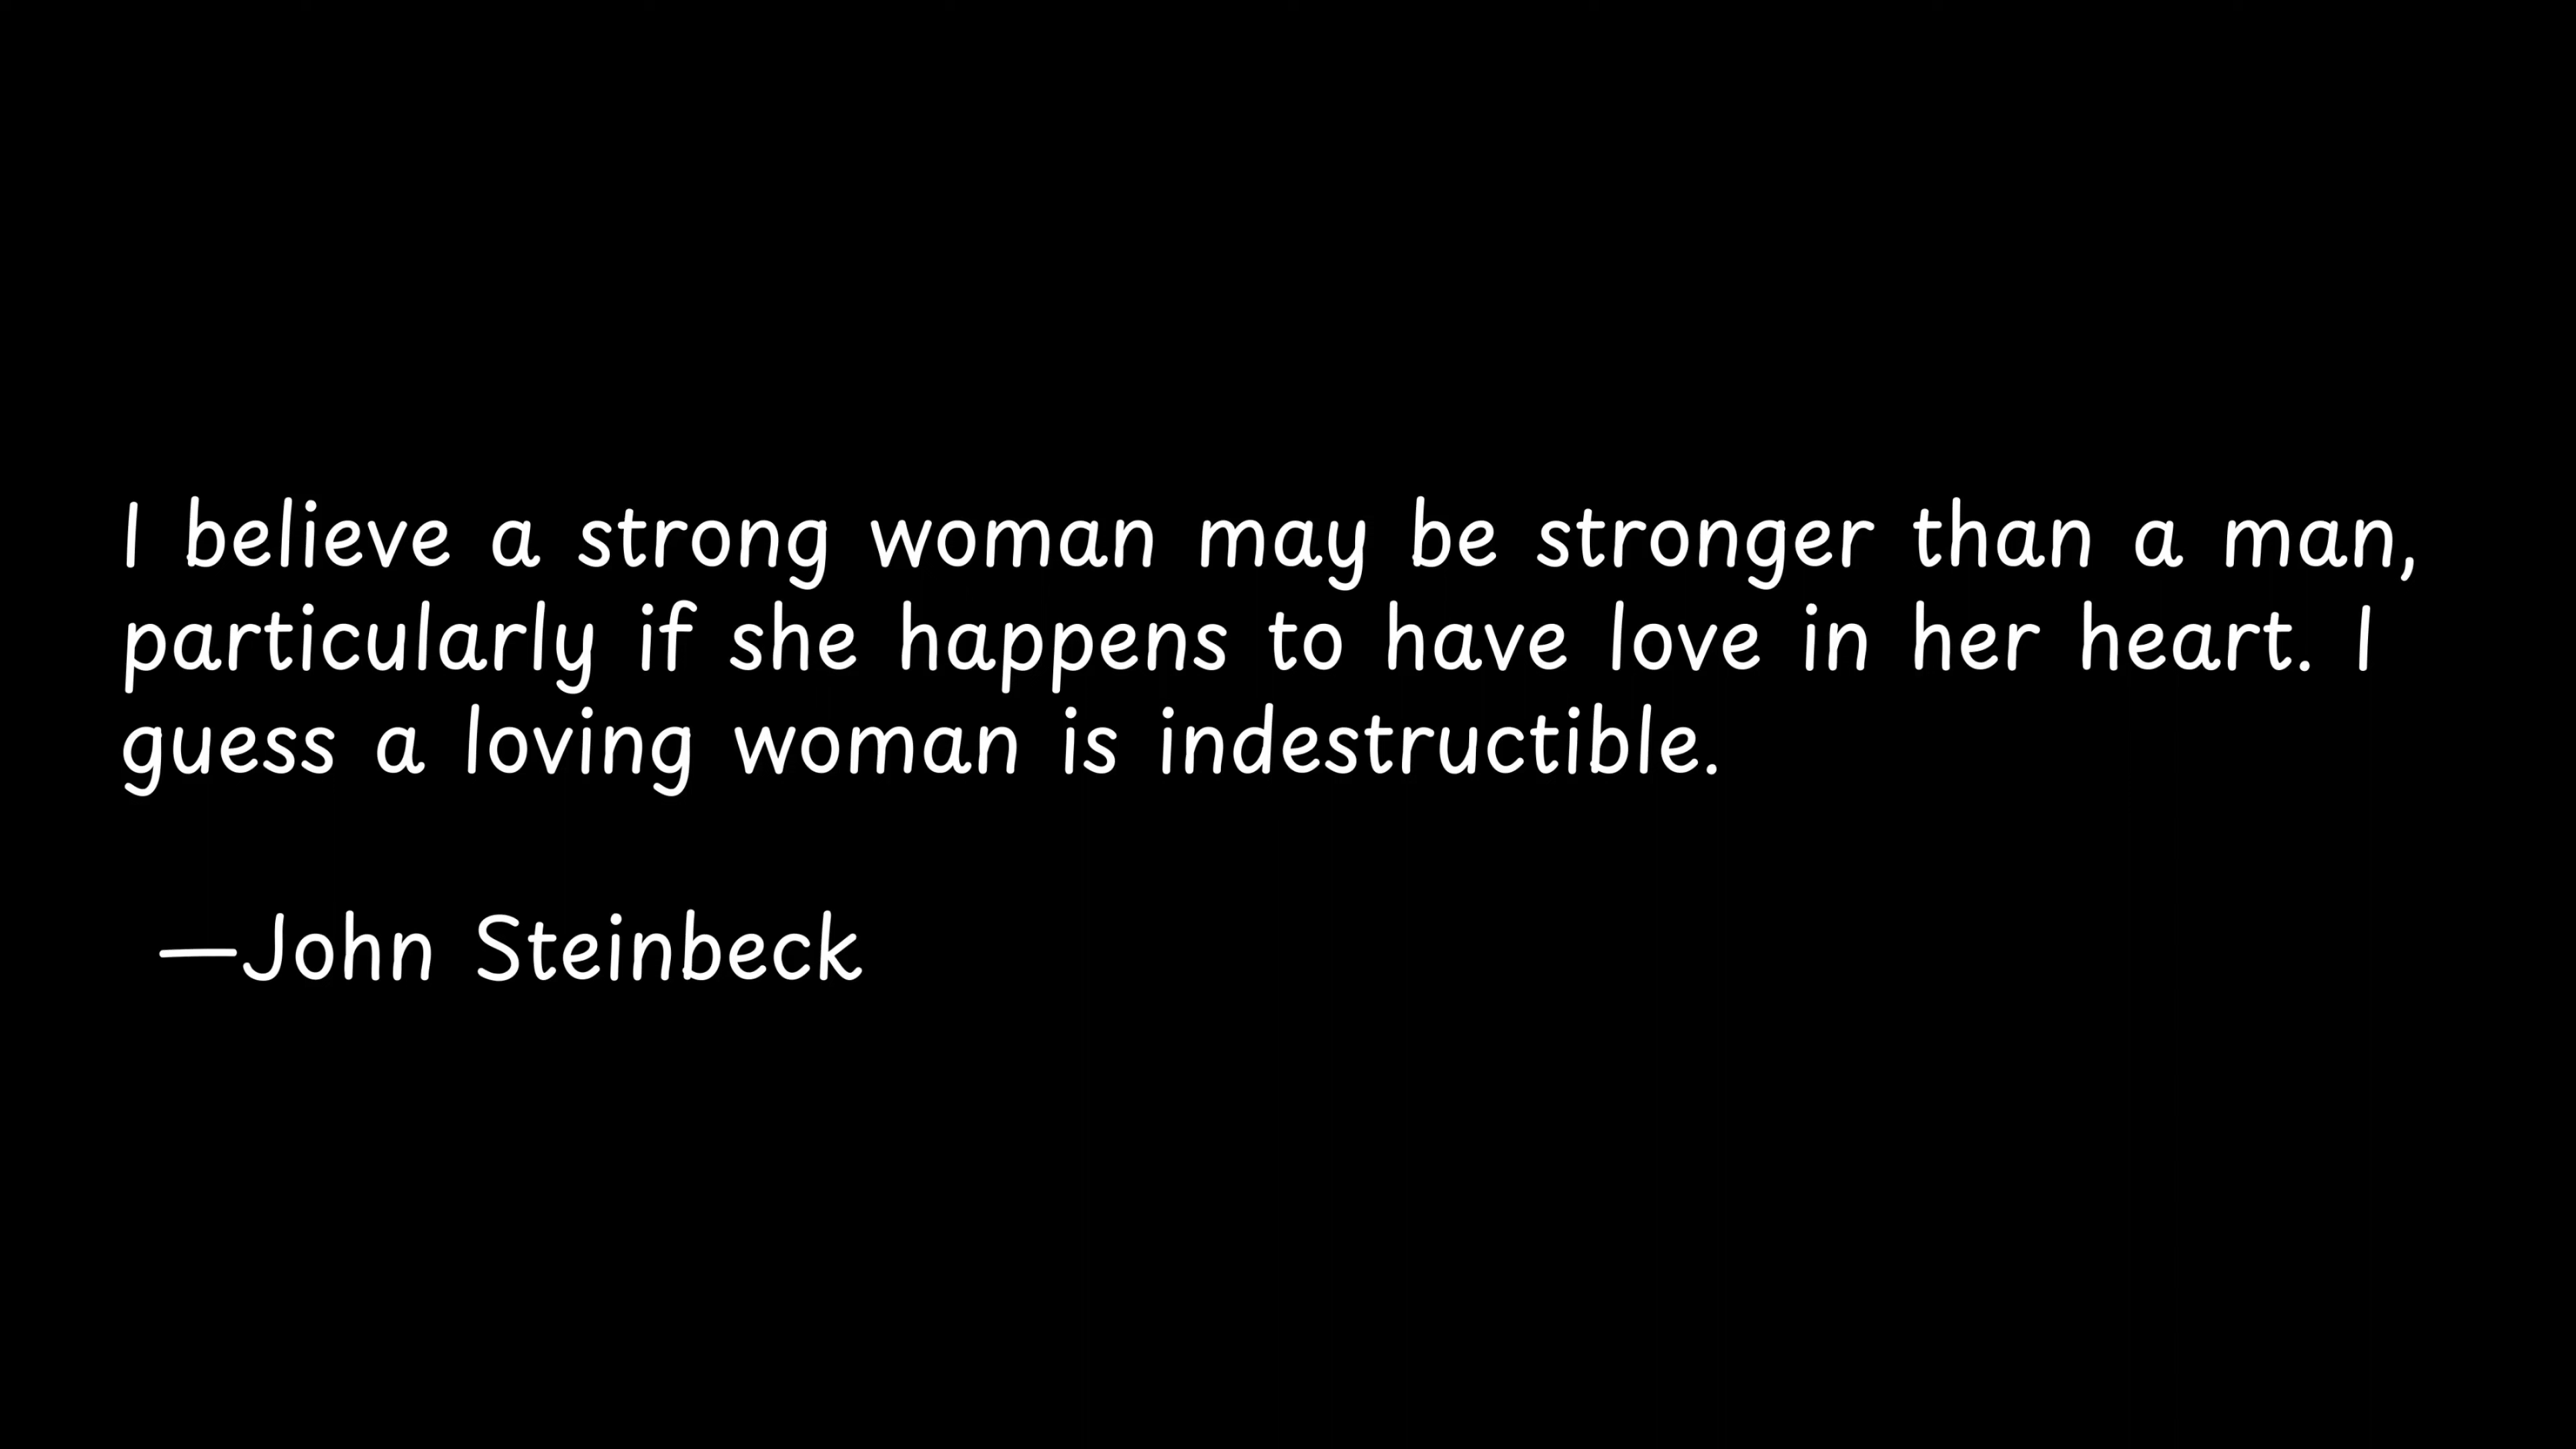 I believe a strong woman may be stronger than a man,
particularly if she happens to have love in her heart. I
guess a loving woman is indestructible.
—John Steinbeck